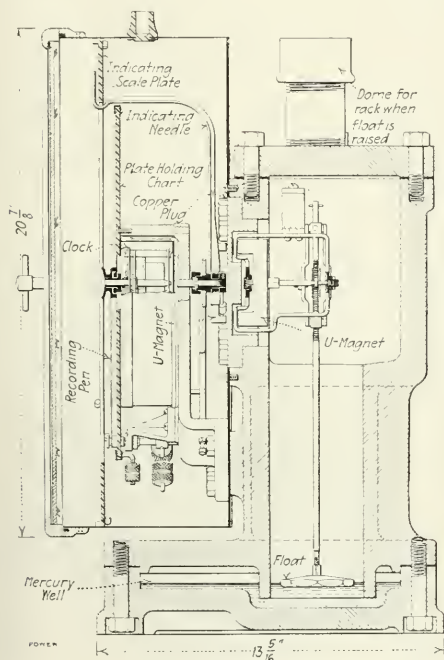 Indicating
Scale Plate
Indicating
Needle
Plate Holding
Chart
Copper
Plug
Clock
U-Magnet
Recording
Pen
20 7/8"
Dome for
rack when
float is
raised
U-Magnet
Float
Mercury
Well
POWER
13 5/16"